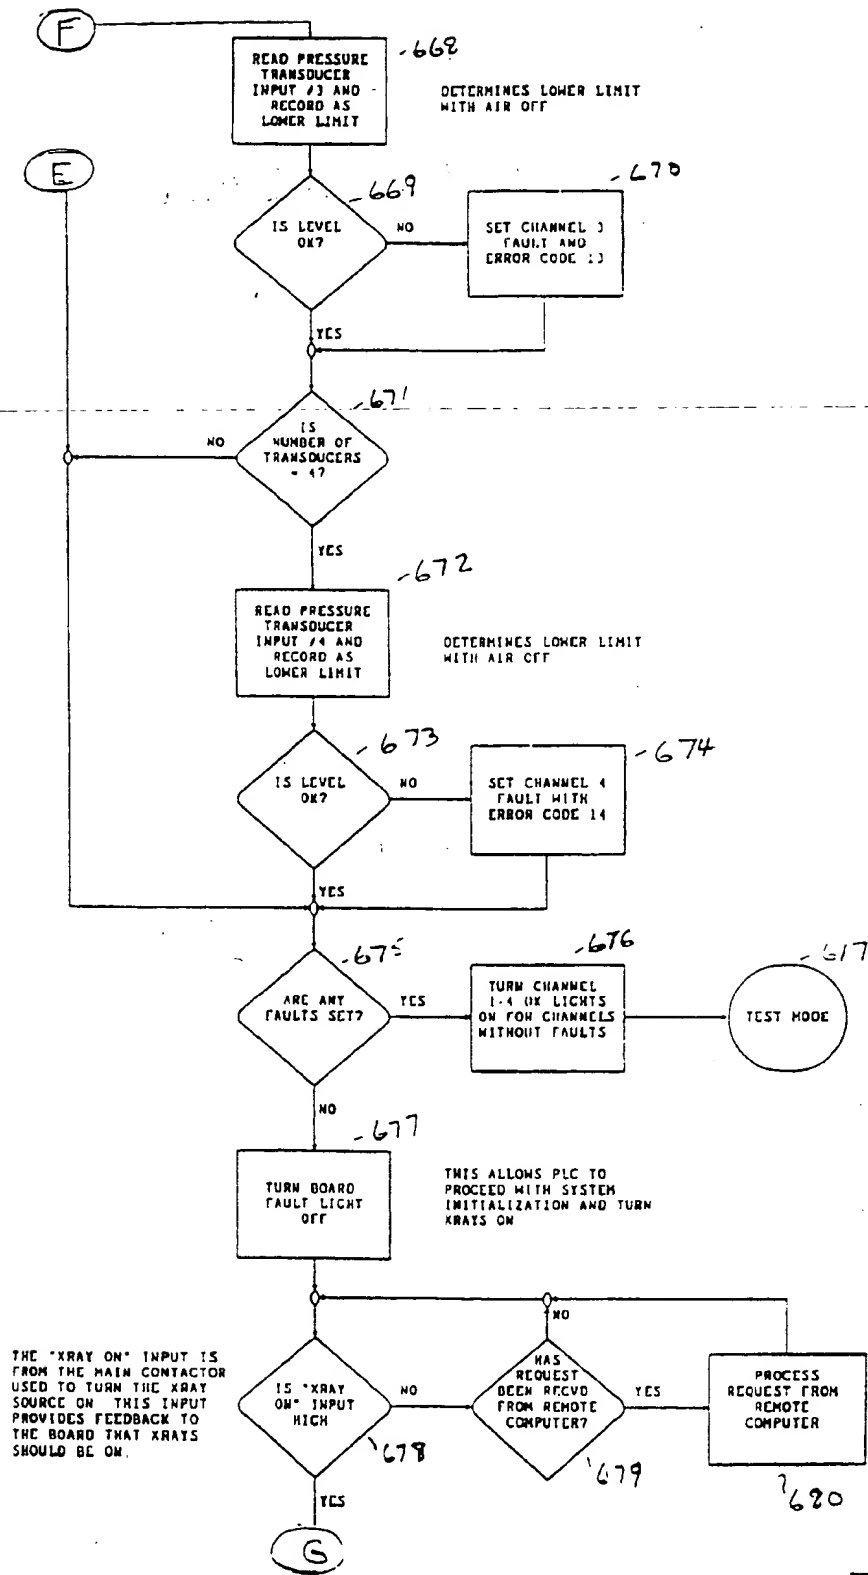 F
READ PRESSURE
TRANSDUCER
INPUT #3 AND
RECORD AS
LOWER LIMIT
668
DETERMINES LOWER LIMIT
WITH AIR OFF
E
IS LEVEL
OK?
669
NO
SET CHANNEL 3
FAULT AND
ERROR CODE 13
670
YES
671
IS
NUMBER OF
TRANSDUCERS
= 4?
NO
YES
672
READ PRESSURE
TRANSDUCER
INPUT #4 AND
RECORD AS
LOWER LIMIT
DETERMINES LOWER LIMIT
WITH AIR OFF
673
IS LEVEL
OK?
NO
SET CHANNEL 4
FAULT WITH
ERROR CODE 14
674
YES
675
ARE ANY
FAULTS SET?
YES
676
TURN CHANNEL
1-4 OK LIGHTS
ON FOR CHANNELS
WITHOUT FAULTS
617
TEST MODE
NO
677
TURN BOARD
FAULT LIGHT
OFF
THIS ALLOWS PLC TO
PROCEED WITH SYSTEM
INITIALIZATION AND TURN
XRAYS ON
THE "XRAY ON" INPUT IS
FROM THE MAIN CONTACTOR
USED TO TURN THE XRAY
SOURCE ON THIS INPUT
PROVIDES FEEDBACK TO
THE BOARD THAT XRAYS
SHOULD BE ON.
IS "XRAY
ON" INPUT
HIGH
678
NO
NO
HAS
REQUEST
BEEN RECVD
FROM REMOTE
COMPUTER?
679
YES
PROCESS
REQUEST FROM
REMOTE
COMPUTER
680
YES
G